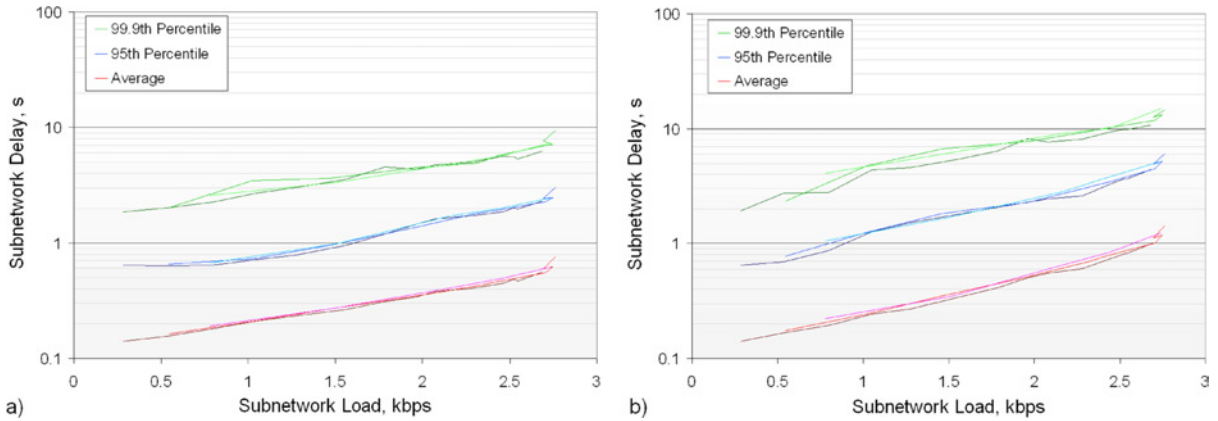 100
10
1
0.1
Subnetwork Delay, s
99.9th Percentile
95th Percentile
Average
0 0.5 1 1.5 2 2.5 3
Subnetwork Load, kbps
a)
100
10
1
0.1
Subnetwork Delay, s
99.9th Percentile
95th Percentile
Average
0 0.5 1 1.5 2 2.5 3
Subnetwork Load, kbps
b)